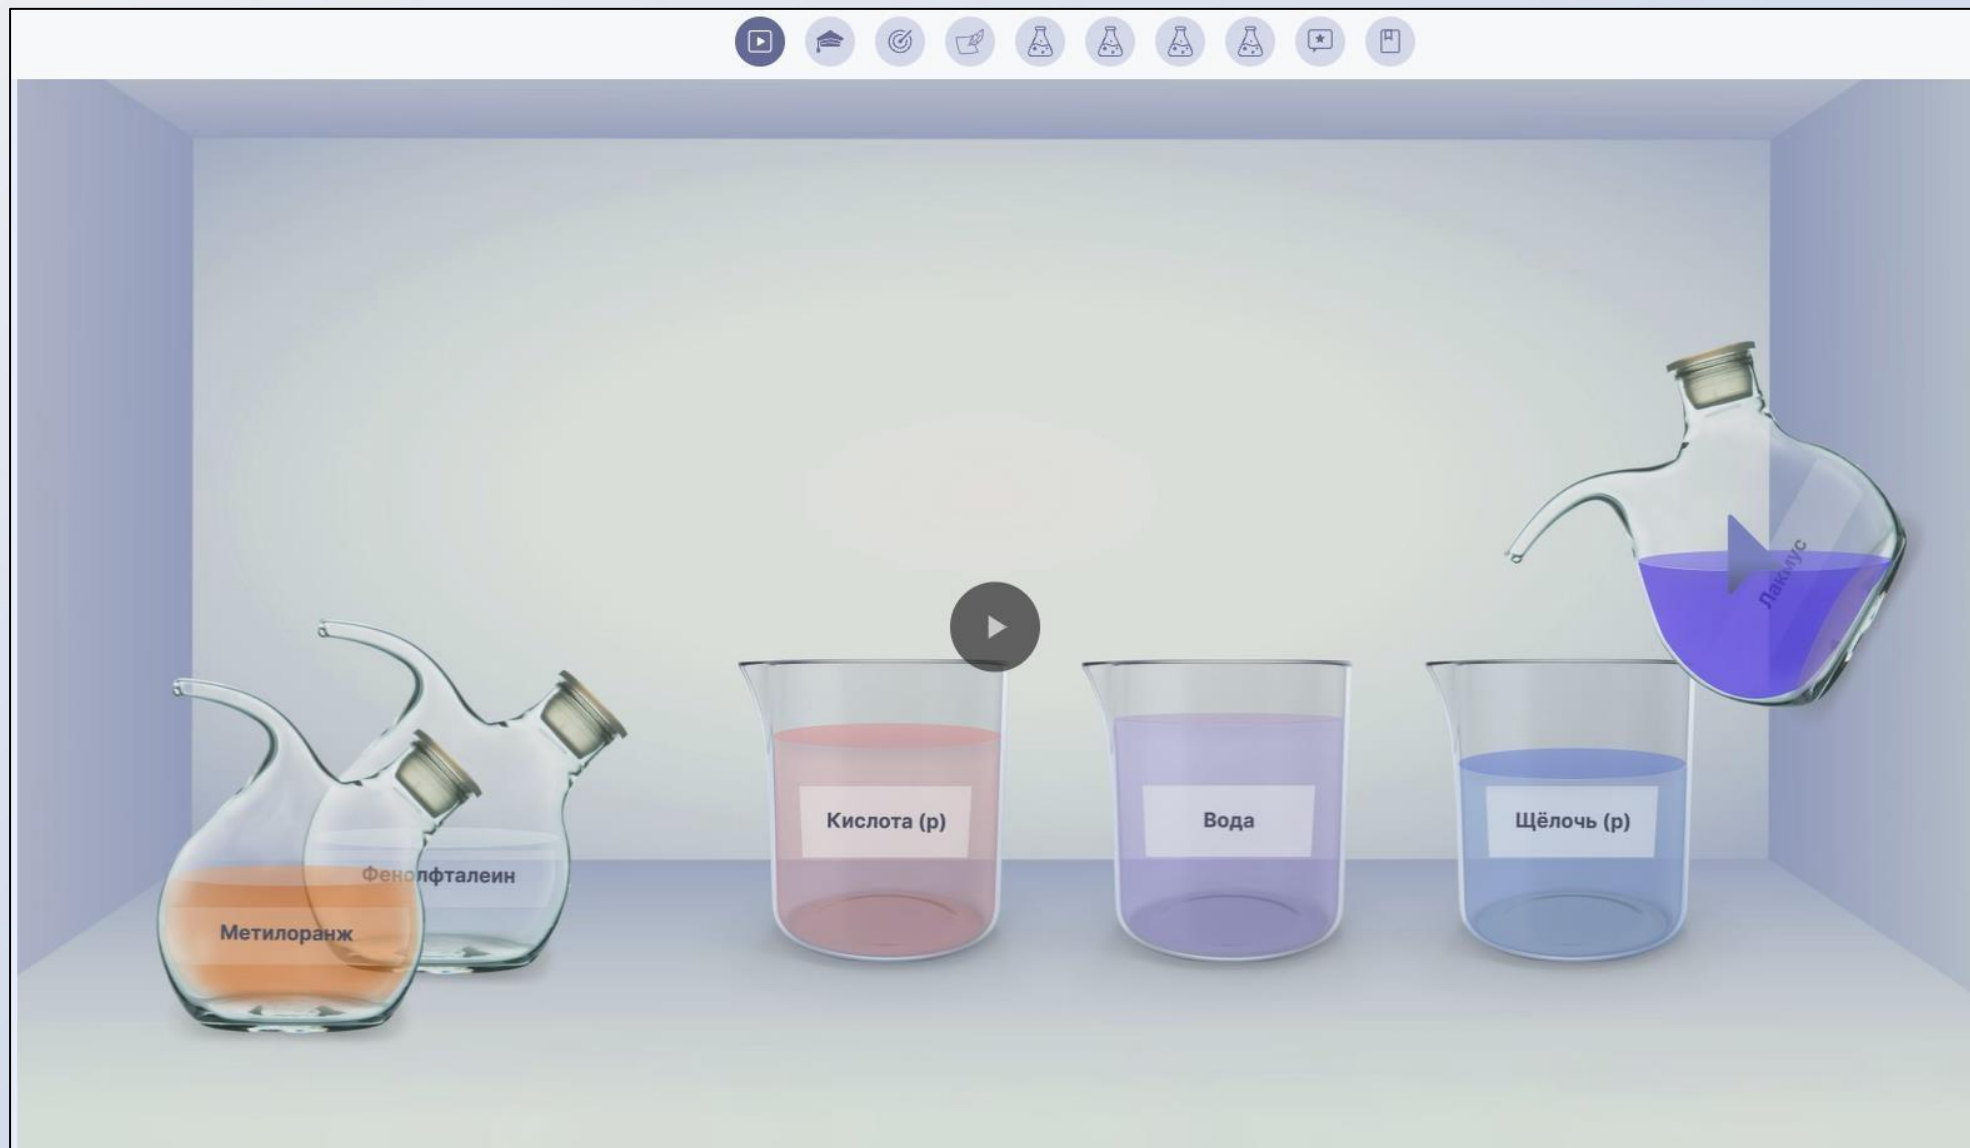 Лакмус
Кислота (р)
Вода
Щёлочь (р)
Фенолфталеин
Метилоранж